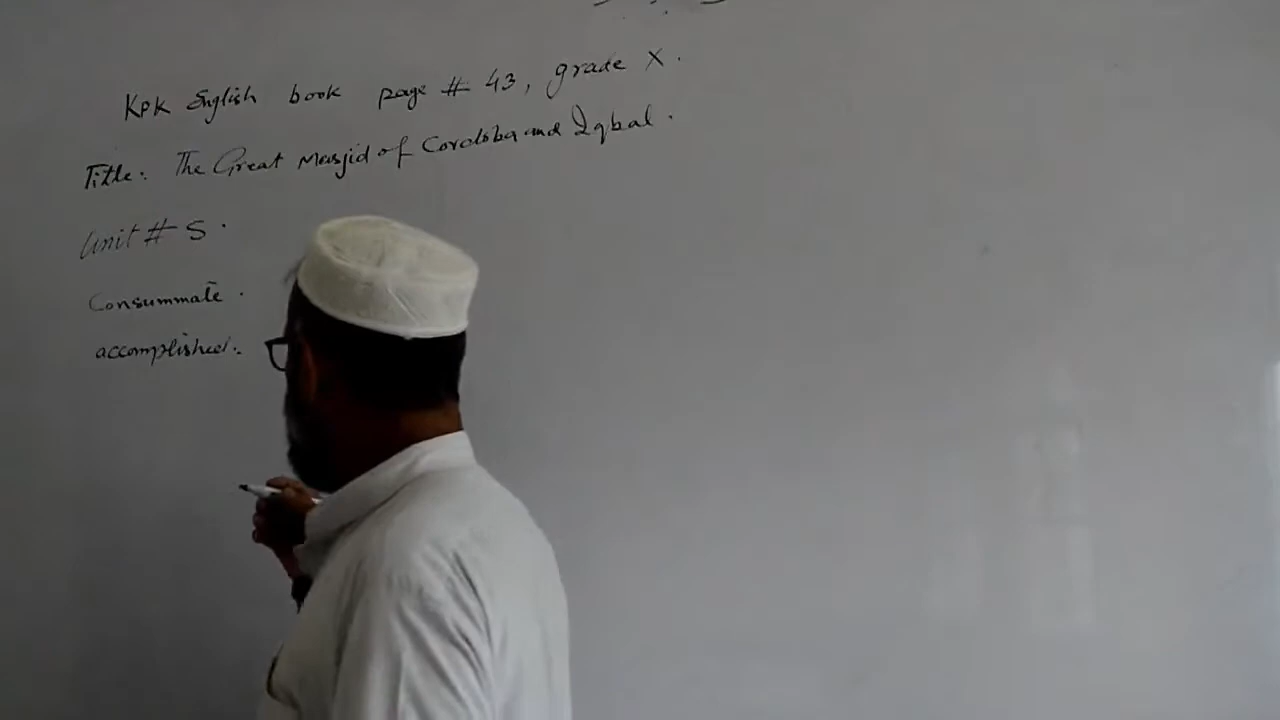 KPK English book page # 43, grade X.
Title: The Great Masjid of Cordoba and Iqbal.
Unit # 5.
Consummate.
accomplished.